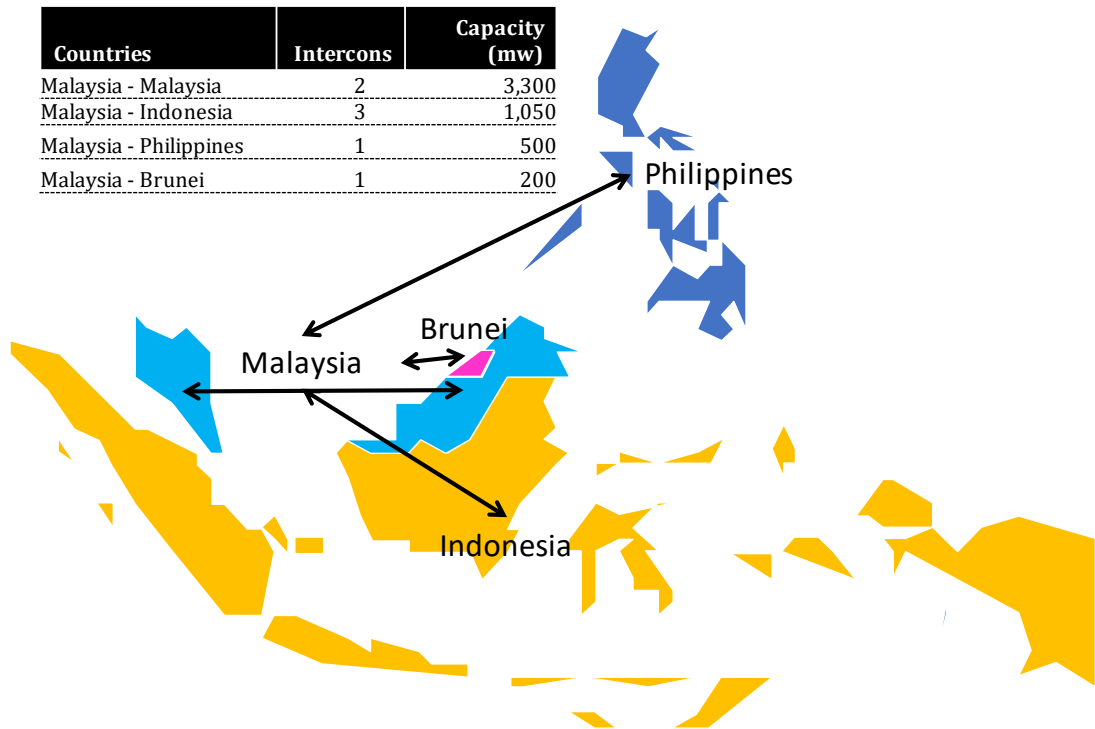 Countries Intercons Capacity (mw)
Malaysia - Malaysia 2 3,300
Malaysia - Indonesia 3 1,050
Malaysia - Philippines 1 500
Malaysia - Brunei 1 200
Philippines
Brunei
Malaysia
Indonesia